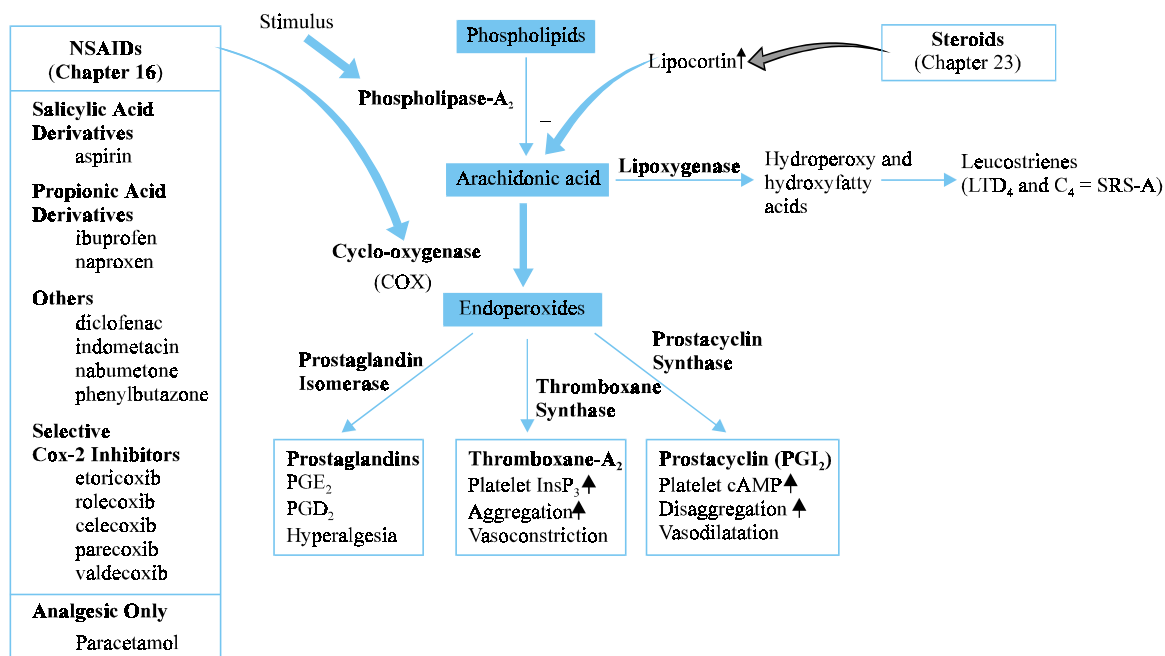 NSAIDs
(Chapter 16)
Salicylic Acid
Derivatives
aspirin
Propionic Acid
Derivatives
ibuprofen
naproxen
Others
diclofenac
indometacin
nabumetone
phenylbutazone
Selective
Cox-2 Inhibitors
etoricoxib
rolecoxib
celecoxib
parecoxib
valdecoxib
Analgesic Only
Paracetamol
Stimulus
Phospholipids
Lipocortin↑
Steroids
(Chapter 23)
Phospholipase-A₂
–
Arachidonic acid
Lipoxygenase
Hydroperoxy and
hydroxyfatty
acids
Leucostrienes
(LTD₄ and C₄ = SRS-A)
Cyclo-oxygenase
(COX)
Endoperoxides
Prostaglandin
Isomerase
Thromboxane
Synthase
Prostacyclin
Synthase
Prostaglandins
PGE₂
PGD₂
Hyperalgesia
Thromboxane-A₂
Platelet InsP₃↑
Aggregation↑
Vasoconstriction
Prostacyclin (PGI₂)
Platelet cAMP↑
Disaggregation ↑
Vasodilatation